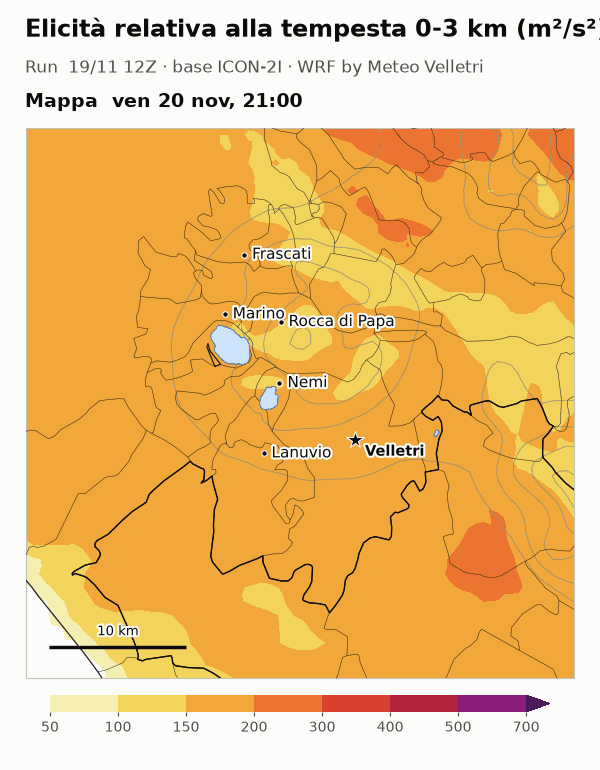 Elicità relativa alla tempesta 0-3 km (m²/s²)
Run  19/11 12Z · base ICON-2I · WRF by Meteo Velletri
Mappa  ven 20 nov, 21:00
Frascati
Marino
Rocca di Papa
Nemi
Velletri
Lanuvio
10 km
50 100 150 200 300 400 500 700